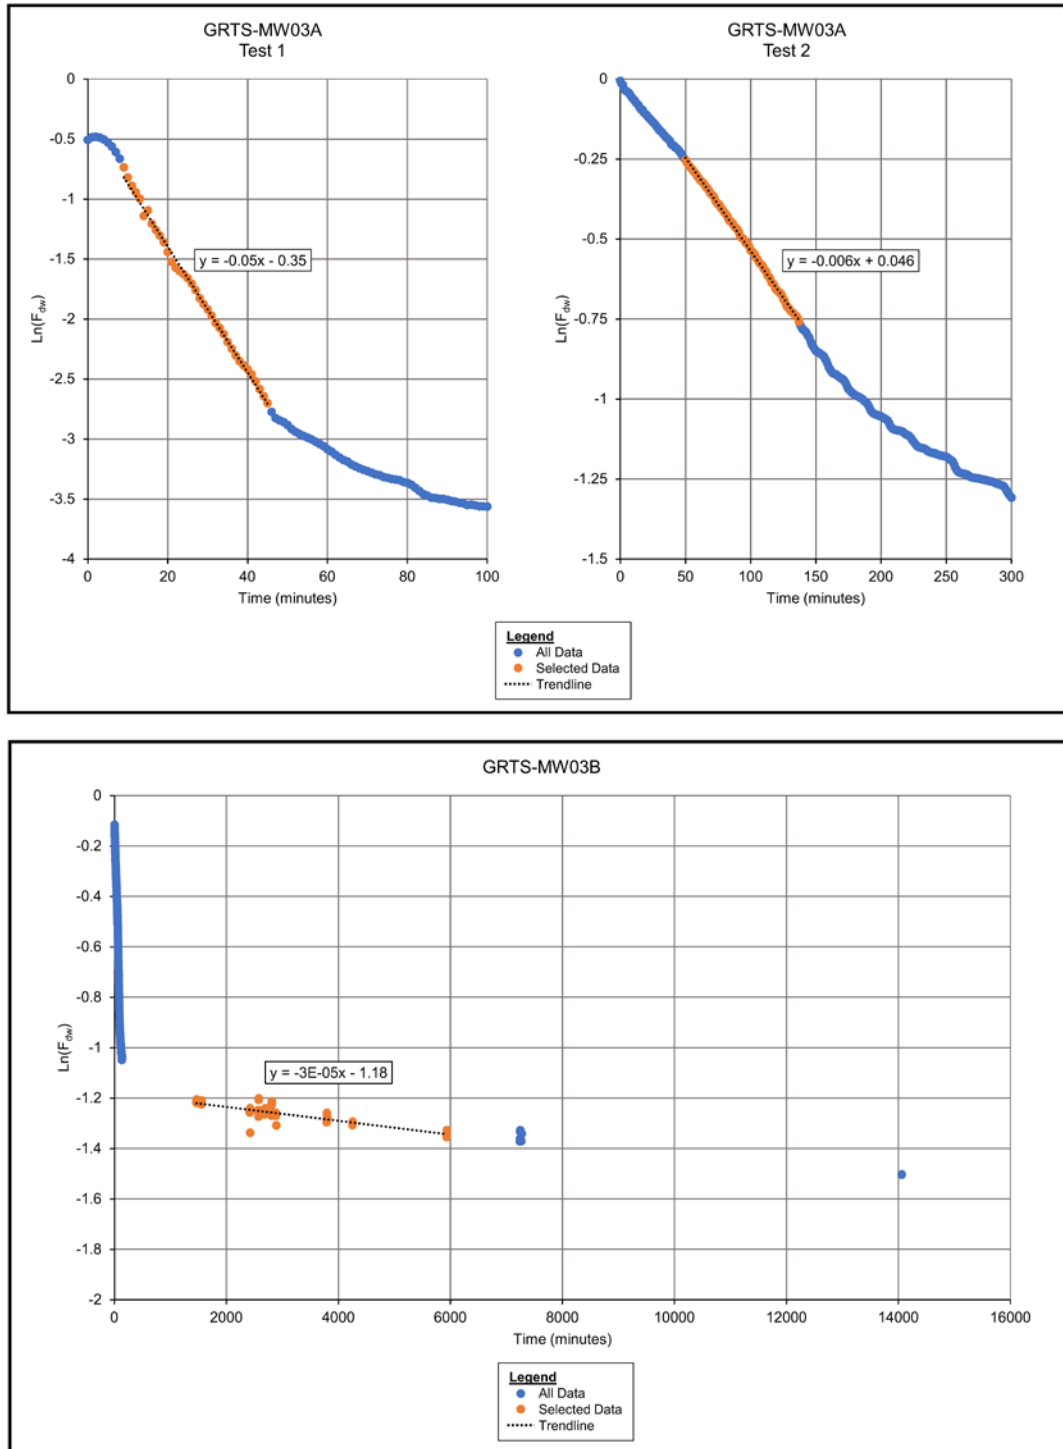 GRTS-MW03A
Test 1
0
-0.5
-1
-1.5
-2
-2.5
-3
-3.5
-4
Ln(Fdw)
y = -0.05x - 0.35
0 20 40 60 80 100
Time (minutes)
GRTS-MW03A
Test 2
0
-0.25
-0.5
-0.75
-1
-1.25
-1.5
Ln(Fdw)
y = -0.006x + 0.046
0 50 100 150 200 250 300
Time (minutes)
Legend
All Data
Selected Data
Trendline
GRTS-MW03B
0
-0.2
-0.4
-0.6
-0.8
-1
-1.2
-1.4
-1.6
-1.8
-2
Ln(Fdw)
y = -3E-05x - 1.18
0 2000 4000 6000 8000 10000 12000 14000 16000
Time (minutes)
Legend
All Data
Selected Data
Trendline